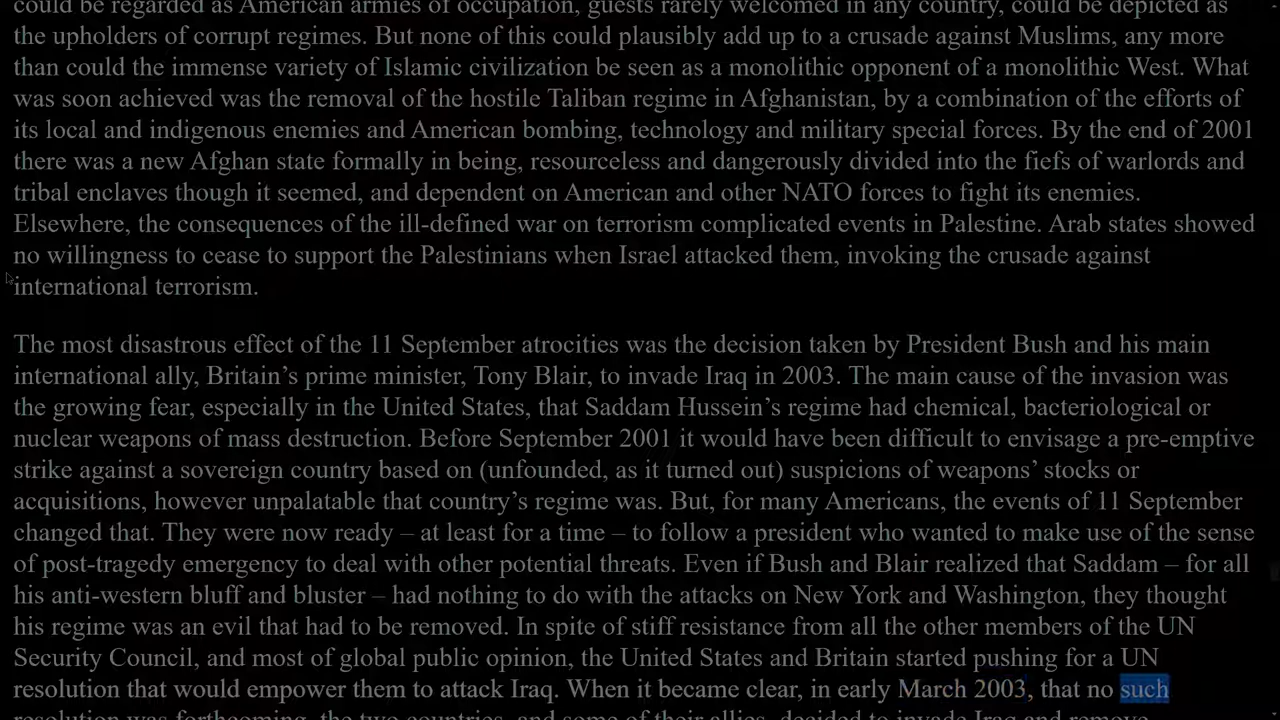 could be regarded as American armies of occupation, guests rarely welcomed in any country, could be depicted as
the upholders of corrupt regimes. But none of this could plausibly add up to a crusade against Muslims, any more
than could the immense variety of Islamic civilization be seen as a monolithic opponent of a monolithic West. What
was soon achieved was the removal of the hostile Taliban regime in Afghanistan, by a combination of the efforts of
its local and indigenous enemies and American bombing, technology and military special forces. By the end of 2001
there was a new Afghan state formally in being, resourceless and dangerously divided into the fiefs of warlords and
tribal enclaves though it seemed, and dependent on American and other NATO forces to fight its enemies.
Elsewhere, the consequences of the ill-defined war on terrorism complicated events in Palestine. Arab states showed
no willingness to cease to support the Palestinians when Israel attacked them, invoking the crusade against
international terrorism.
The most disastrous effect of the 11 September atrocities was the decision taken by President Bush and his main
international ally, Britain’s prime minister, Tony Blair, to invade Iraq in 2003. The main cause of the invasion was
the growing fear, especially in the United States, that Saddam Hussein’s regime had chemical, bacteriological or
nuclear weapons of mass destruction. Before September 2001 it would have been difficult to envisage a pre-emptive
strike against a sovereign country based on (unfounded, as it turned out) suspicions of weapons’ stocks or
acquisitions, however unpalatable that country’s regime was. But, for many Americans, the events of 11 September
changed that. They were now ready – at least for a time – to follow a president who wanted to make use of the sense
of post-tragedy emergency to deal with other potential threats. Even if Bush and Blair realized that Saddam – for all
his anti-western bluff and bluster – had nothing to do with the attacks on New York and Washington, they thought
his regime was an evil that had to be removed. In spite of stiff resistance from all the other members of the UN
Security Council, and most of global public opinion, the United States and Britain started pushing for a UN
resolution that would empower them to attack Iraq. When it became clear, in early March 2003, that no such
resolution was forthcoming, the two countries, and some of their allies, decided to invade Iraq and remove